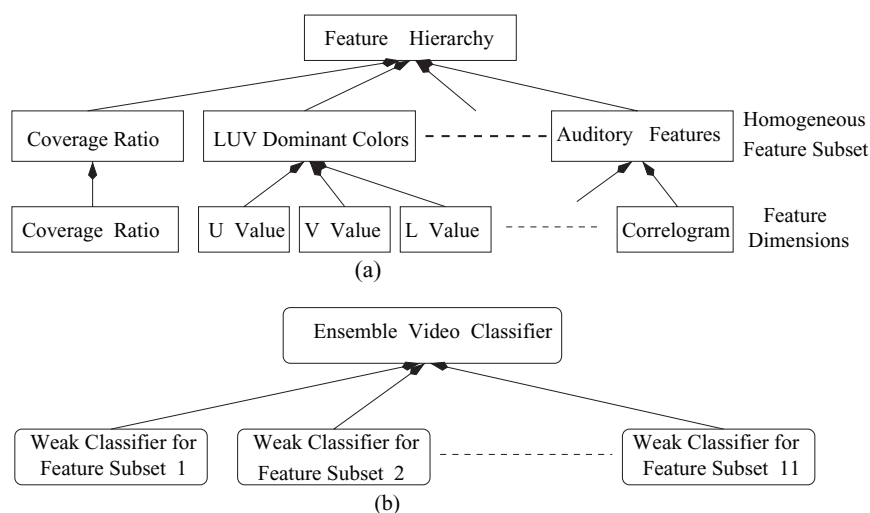 Feature Hierarchy
Coverage Ratio
LUV Dominant Colors
Auditory Features
Homogeneous
Feature Subset
Coverage Ratio
U Value
V Value
L Value
Correlogram
Feature
Dimensions
(a)
Ensemble Video Classifier
Weak Classifier for
Feature Subset 1
Weak Classifier for
Feature Subset 2
Weak Classifier for
Feature Subset 11
(b)